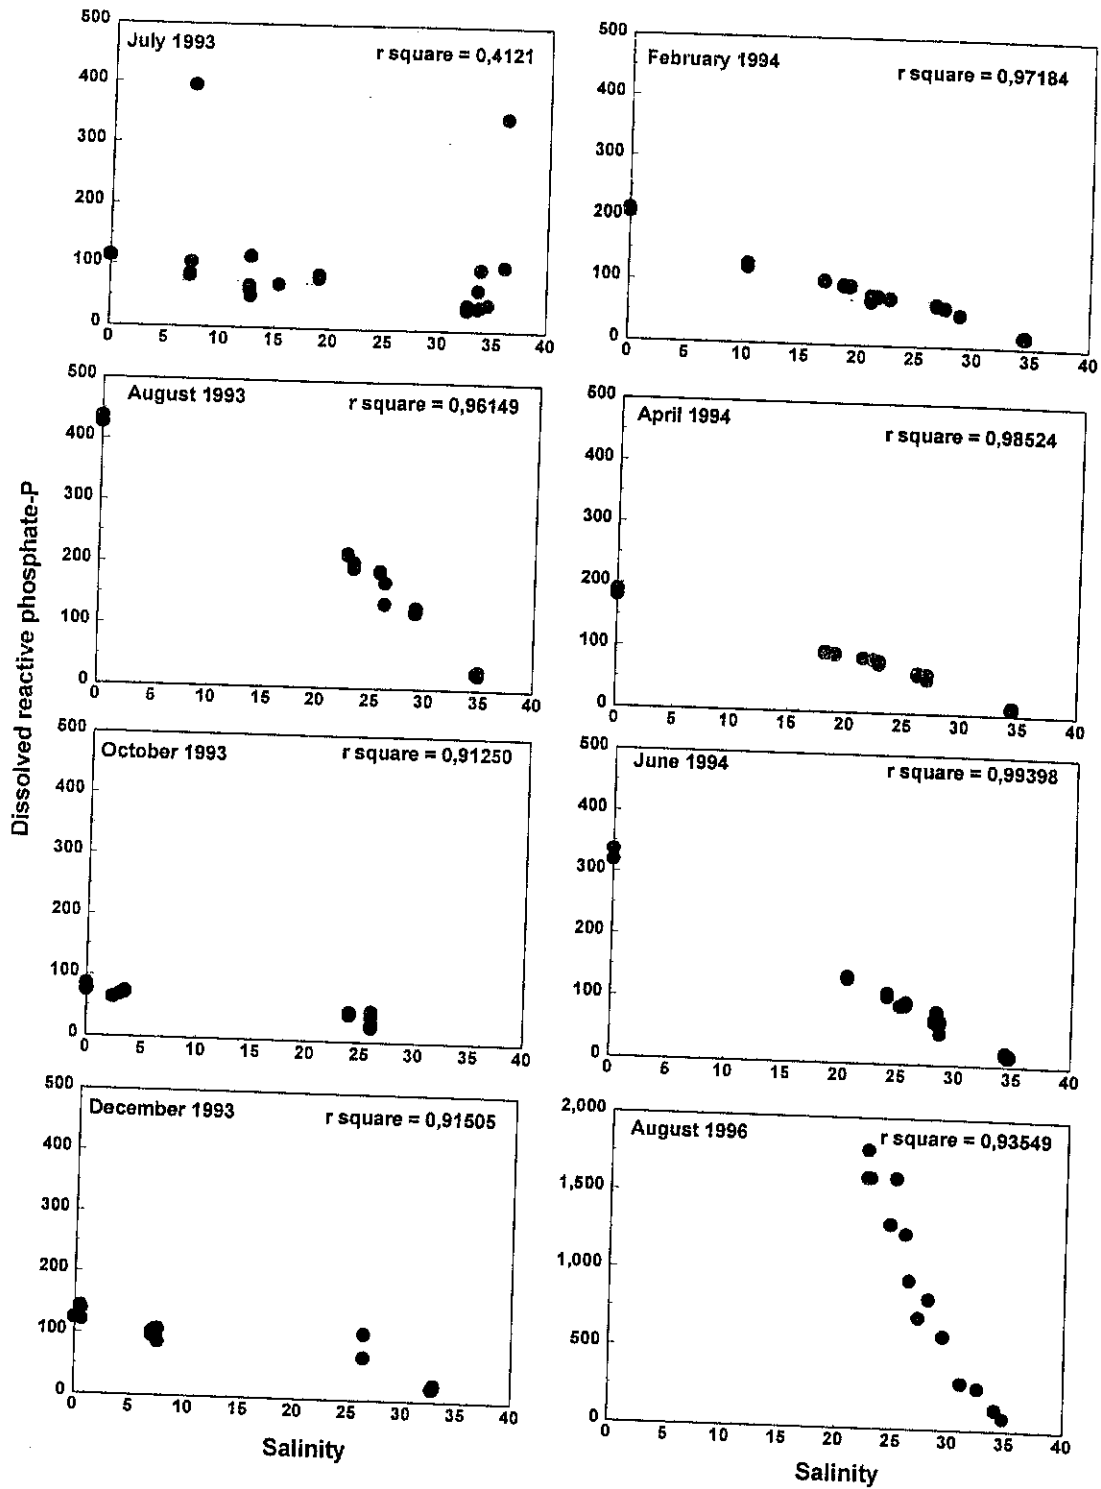 Dissolved reactive phosphate-P
July 1993
r square = 0,4121
500
400
300
200
100
0
0 5 10 15 20 25 30 35 40
August 1993
r square = 0,96149
500
400
300
200
100
0
0 5 10 15 20 25 30 35 40
October 1993
r square = 0,91250
500
400
300
200
100
0
0 5 10 15 20 25 30 35 40
December 1993
r square = 0,91505
500
400
300
200
100
0
0 5 10 15 20 25 30 35 40
Salinity
February 1994
r square = 0,97184
500
400
300
200
100
0
0 5 10 15 20 25 30 35 40
April 1994
r square = 0,98524
500
400
300
200
100
0
0 5 10 15 20 25 30 35 40
June 1994
r square = 0,99398
500
400
300
200
100
0
0 5 10 15 20 25 30 35 40
August 1996
r square = 0,93549
2,000
1,500
1,000
500
0
0 5 10 15 20 25 30 35 40
Salinity